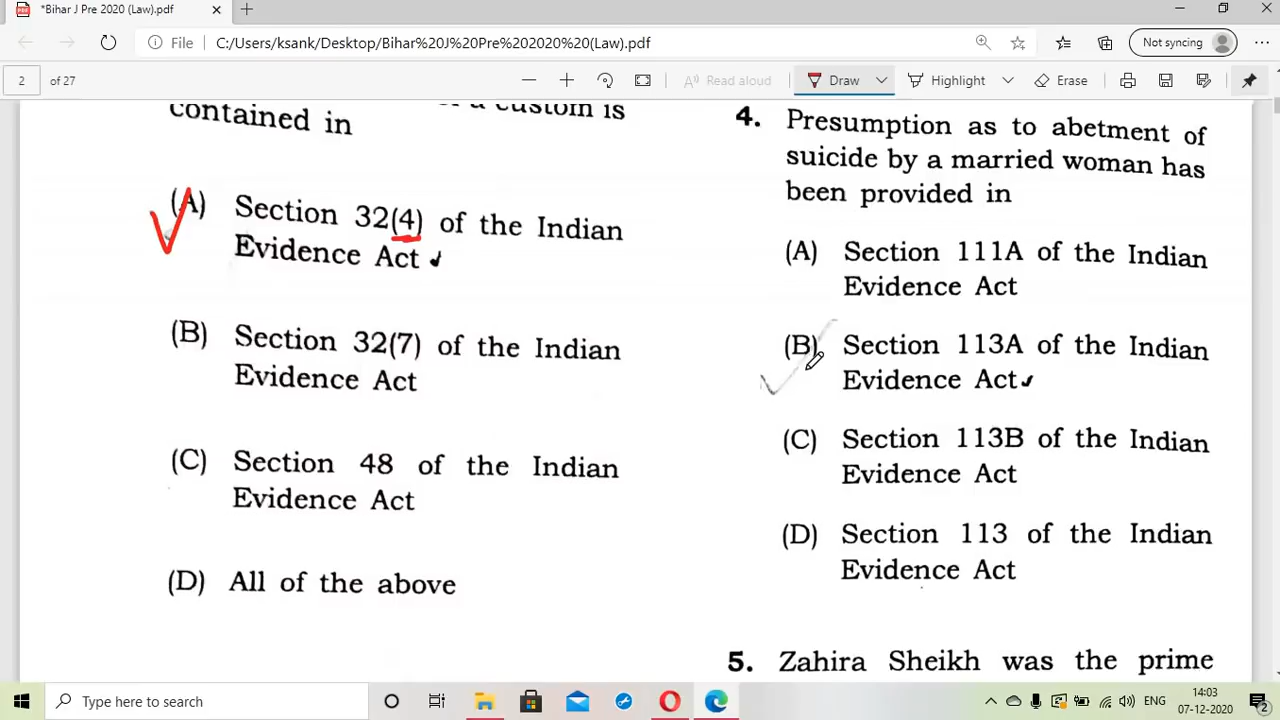 *Bihar J Pre 2020 (Law).pdf
File
C:/Users/ksank/Desktop/Bihar%20J%20Pre%202020%20(Law).pdf
Not syncing
2
of 27
Read aloud
Draw
Highlight
Erase
a custom is
contained in
(A) Section 32(4) of the Indian
Evidence Act
(B) Section 32(7) of the Indian
Evidence Act
(C) Section 48 of the Indian
Evidence Act
(D) All of the above
4. Presumption as to abetment of
suicide by a married woman has
been provided in
(A) Section 111A of the Indian
Evidence Act
(B) Section 113A of the Indian
Evidence Act
(C) Section 113B of the Indian
Evidence Act
(D) Section 113 of the Indian
Evidence Act
5. Zahira Sheikh was the prime
Type here to search
ENG
14:03
07-12-2020
2